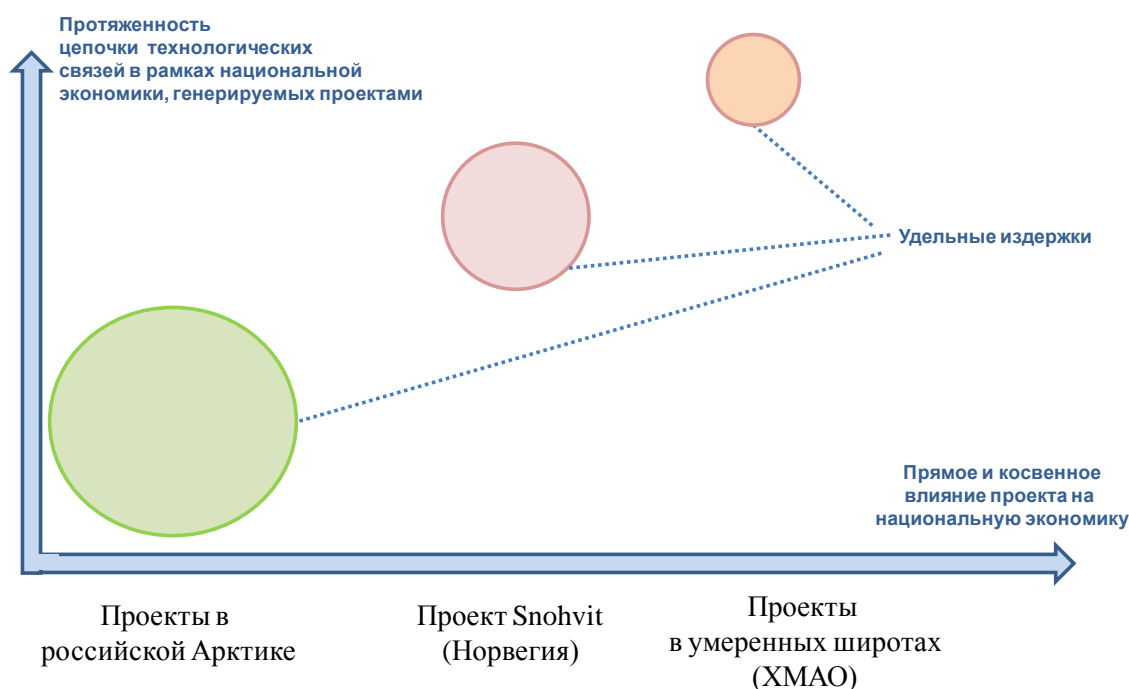 Протяженность
цепочки технологических
связей в рамках национальной
экономики, генерируемых проектами
Удельные издержки
Прямое и косвенное
влияние проекта на
национальную экономику
Проекты в
российской Арктике
Проект Snohvit
(Норвегия)
Проекты
в умеренных широтах
(ХМАО)